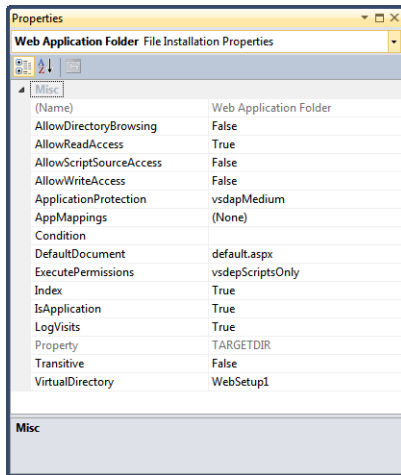 Properties
Web Application Folder File Installation Properties
Misc
(Name) Web Application Folder
AllowDirectoryBrowsing False
AllowReadAccess True
AllowScriptSourceAccess False
AllowWriteAccess False
ApplicationProtection vsdapMedium
AppMappings (None)
Condition
DefaultDocument default.aspx
ExecutePermissions vsdepScriptsOnly
Index True
IsApplication True
LogVisits True
Property TARGETDIR
Transitive False
VirtualDirectory WebSetup1
Misc